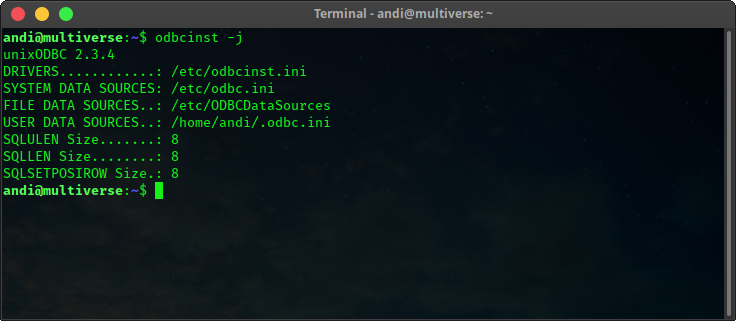 Terminal - andi@multiverse: ~
andi@multiverse:~$ odbcinst -j
unixODBC 2.3.4
DRIVERS............: /etc/odbcinst.ini
SYSTEM DATA SOURCES: /etc/odbc.ini
FILE DATA SOURCES..: /etc/ODBCDataSources
USER DATA SOURCES..: /home/andi/.odbc.ini
SQLULEN Size.......: 8
SQLLEN Size........: 8
SQLSETPOSIROW Size.: 8
andi@multiverse:~$